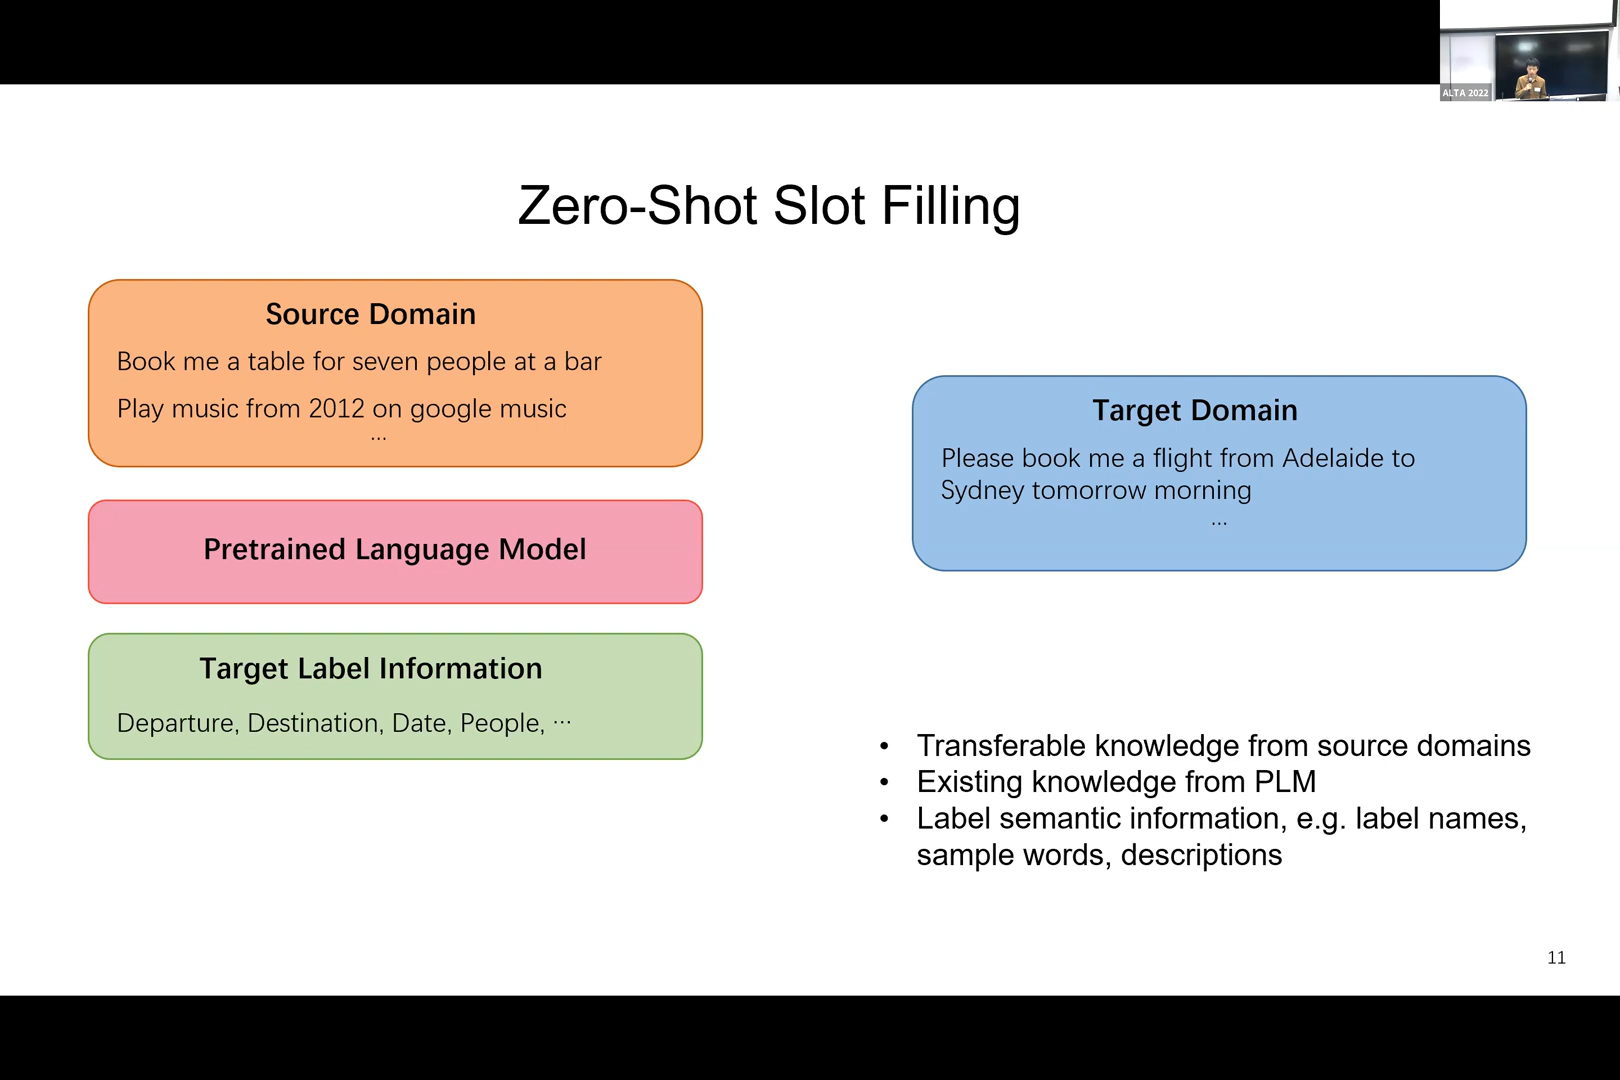 ALTA 2022
Zero-Shot Slot Filling
Source Domain
Book me a table for seven people at a bar
Play music from 2012 on google music
...
Pretrained Language Model
Target Label Information
Departure, Destination, Date, People, ...
Target Domain
Please book me a flight from Adelaide to
Sydney tomorrow morning
...
• Transferable knowledge from source domains
• Existing knowledge from PLM
• Label semantic information, e.g. label names,
sample words, descriptions
11